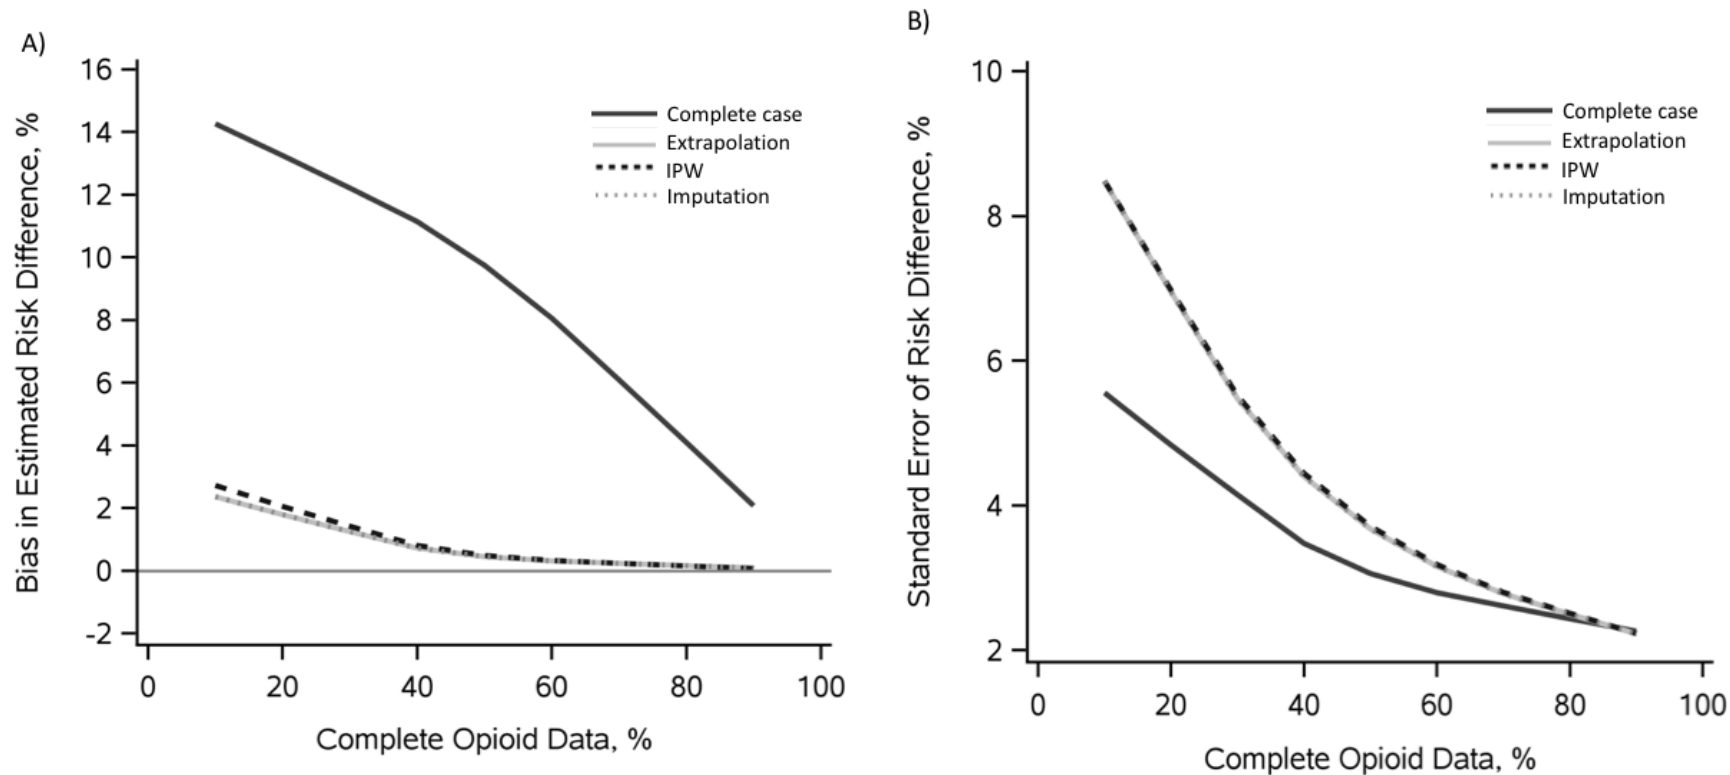 A)
Bias in Estimated Risk Difference, %
16
14
12
10
8
6
4
2
0
-2
Complete case
Extrapolation
IPW
Imputation
0 20 40 60 80 100
Complete Opioid Data, %
B)
Standard Error of Risk Difference, %
10
8
6
4
2
Complete case
Extrapolation
IPW
Imputation
0 20 40 60 80 100
Complete Opioid Data, %